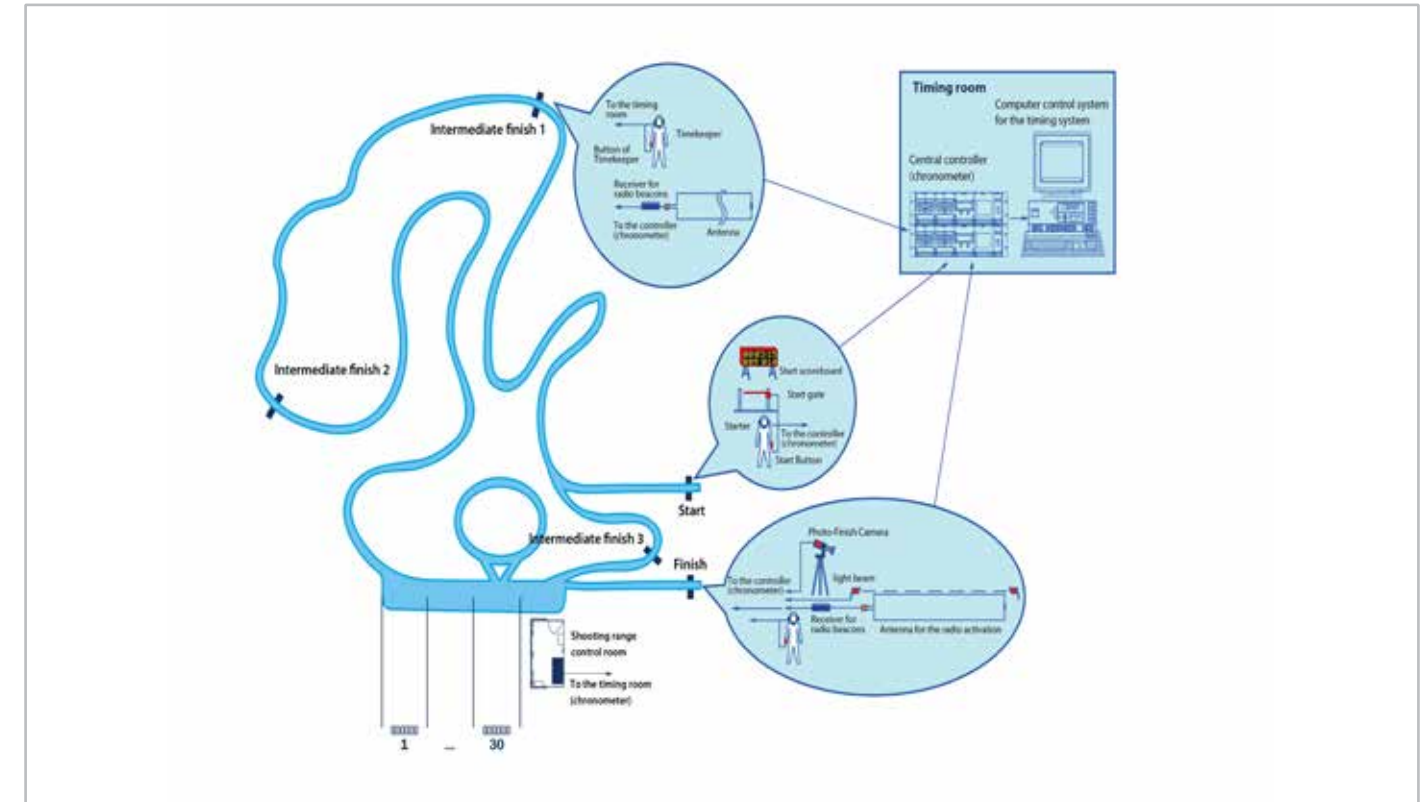 Timing room
Computer control system
for the timing system
Central controller
(chronometer)
Intermediate finish 1
To the timing
room
Timekeeper
Button of
Timekeeper
Receiver for
radio beacons
To the controller
(chronometer)
Antenna
Intermediate finish 2
Start scoreboard
Start gate
Starter
To the controller
(chronometer)
Start Button
Start
Intermediate finish 3
Finish
Photo-Finish Camera
To the controller
(chronometer)
light beam
Receiver for
radio beacons
Antenna for the radio activation
Shooting range
control room
To the timing room
(chronometer)
1 ... 30